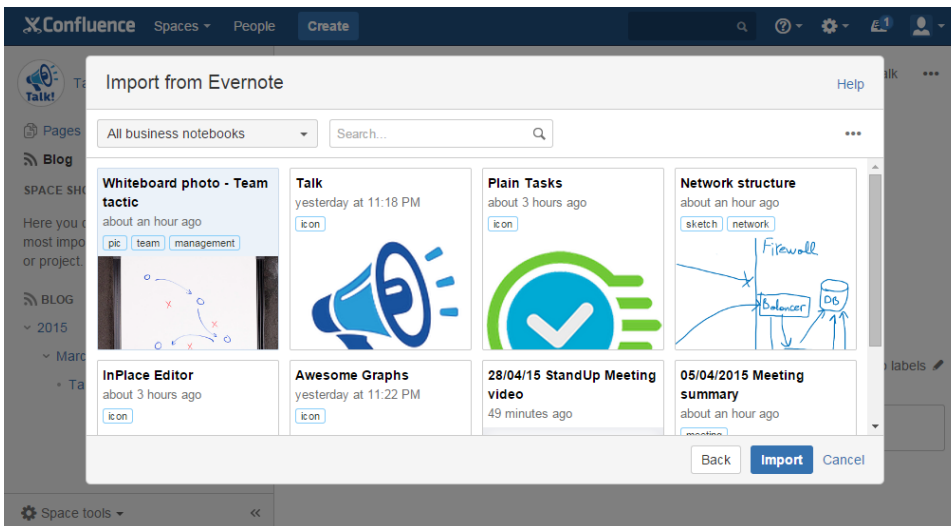 Confluence Spaces People Create 1
Import from Evernote
Help
Talk!
Ta
alk
All business notebooks
Search...
Pages
Blog
SPACE
Here you
most impo
or project.
BLOG
2015
Marc
Ta
labels
Whiteboard photo - Team
tactic
about an hour ago
pic team management
Talk
yesterday at 11:18 PM
icon
Plain Tasks
about 3 hours ago
icon
Network structure
about an hour ago
sketch network
Firewall
Balancer
DB
InPlace Editor
about 3 hours ago
icon
Awesome Graphs
yesterday at 11:22 PM
icon
28/04/15 StandUp Meeting
video
49 minutes ago
05/04/2015 Meeting
summary
about an hour ago
meeting
Back Import Cancel
Space tools